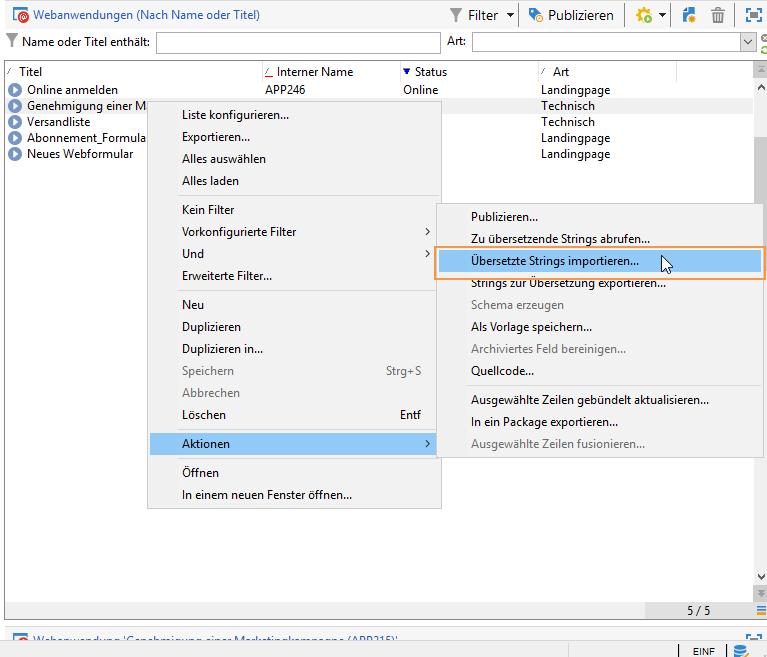 Webanwendungen (Nach Name oder Titel) Filter Publizieren
Name oder Titel enthält: Art:
Titel Interner Name Status Art
Online anmelden APP246 Online Landingpage
Genehmigung einer Technisch
Versandliste Technisch
Abonnement_Formula Landingpage
Neues Webformular Landingpage
Liste konfigurieren...
Exportieren...
Alles auswählen
Alles laden
Kein Filter
Vorkonfigurierte Filter
Und
Erweiterte Filter...
Neu
Duplizieren
Duplizieren in...
Speichern Strg+S
Abbrechen
Löschen Entf
Aktionen
Öffnen
In einem neuen Fenster öffnen...
Publizieren...
Zu übersetzende Strings abrufen...
Übersetzte Strings importieren...
Strings zur Übersetzung exportieren...
Schema erzeugen
Als Vorlage speichern...
Archiviertes Feld bereinigen...
Quellcode...
Ausgewählte Zeilen gebündelt aktualisieren...
In ein Package exportieren...
Ausgewählte Zeilen fusionieren...
5 / 5
Webanwendung 'Genehmigung einer Marketingkampagne (APP215)'
EINF